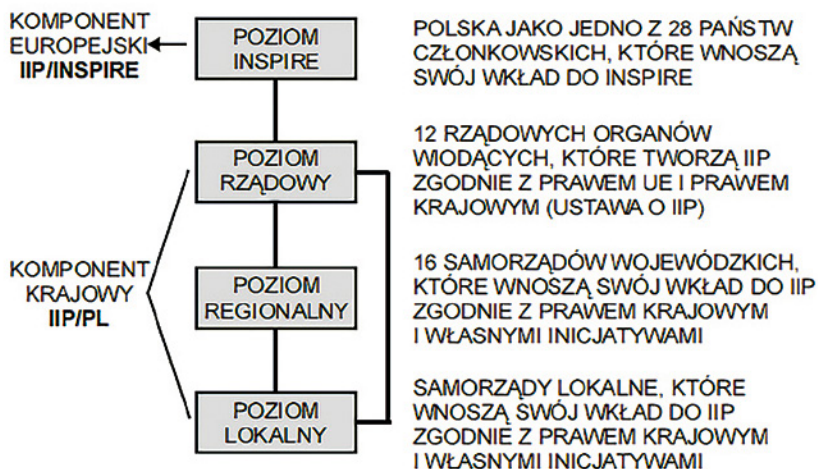 KOMPONENT
EUROPEJSKI
IIP/INSPIRE
POZIOM
INSPIRE
POLSKA JAKO JEDNO Z 28 PAŃSTW
CZŁONKOWSKICH, KTÓRE WNOSZĄ
SWÓJ WKŁAD DO INSPIRE
POZIOM
RZĄDOWY
12 RZĄDOWYCH ORGANÓW
WIODĄCYCH, KTÓRE TWORZĄ IIP
ZGODNIE Z PRAWEM UE I PRAWEM
KRAJOWYM (USTAWA O IIP)
KOMPONENT
KRAJOWY
IIP/PL
POZIOM
REGIONALNY
16 SAMORZĄDÓW WOJEWÓDZKICH,
KTÓRE WNOSZĄ SWÓJ WKŁAD DO IIP
ZGODNIE Z PRAWEM KRAJOWYM
I WŁASNYMI INICJATYWAMI
POZIOM
LOKALNY
SAMORZĄDY LOKALNE, KTÓRE
WNOSZĄ SWÓJ WKŁAD DO IIP
ZGODNIE Z PRAWEM KRAJOWYM
I WŁASNYMI INICJATYWAMI